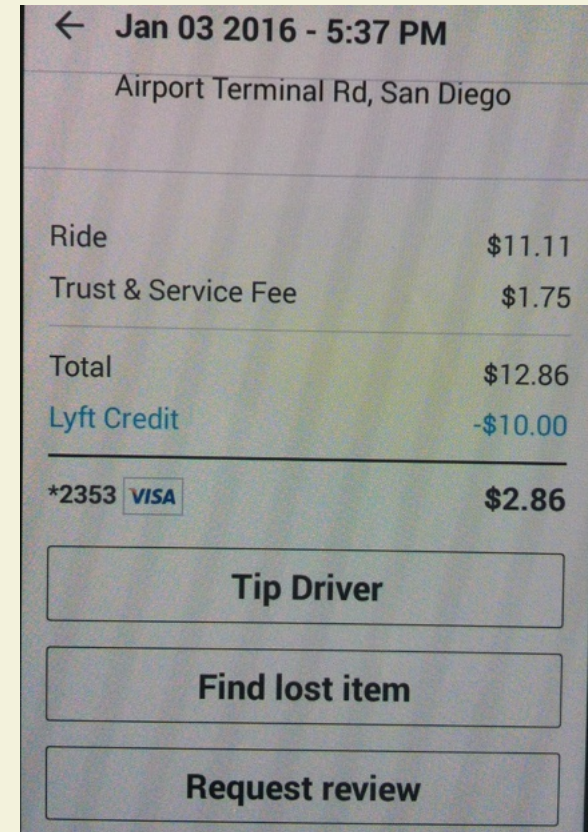 ← Jan 03 2016 - 5:37 PM
Airport Terminal Rd, San Diego
Ride $11.11
Trust & Service Fee $1.75
Total $12.86
Lyft Credit -$10.00
*2353 VISA $2.86
Tip Driver
Find lost item
Request review